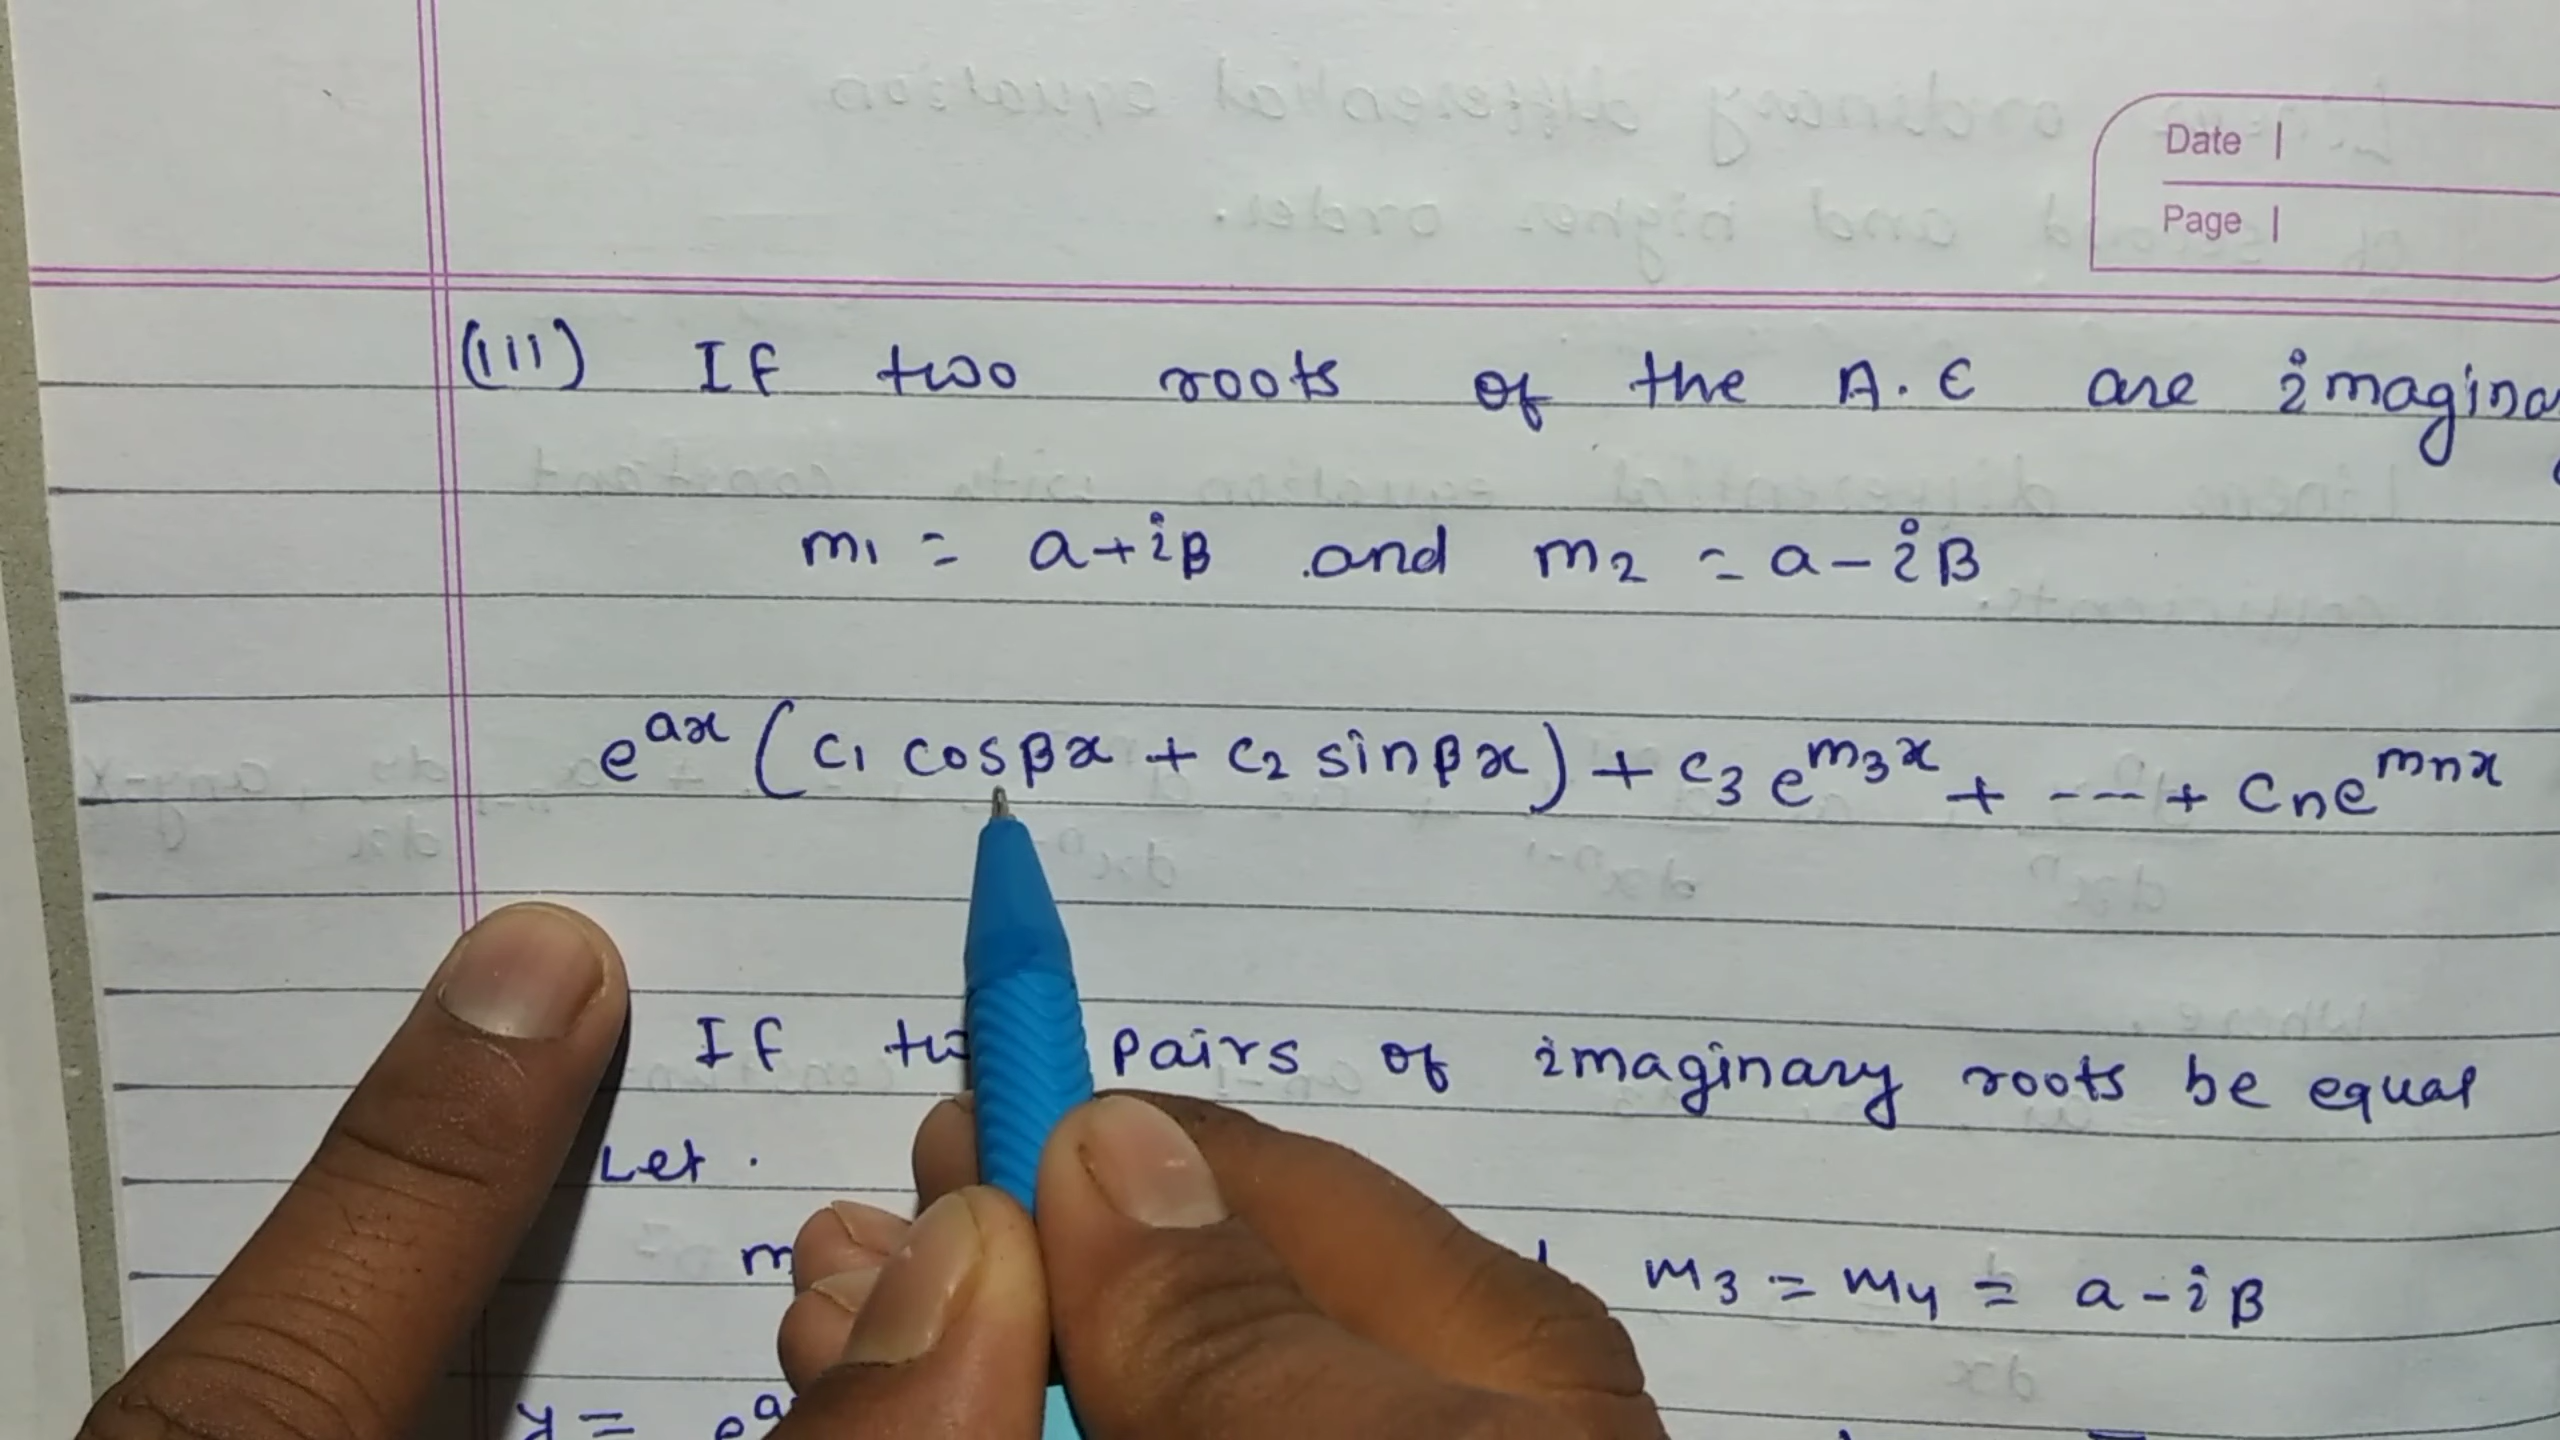 Date
Page
(iii) If two roots of the A.E are imagina
m1 = a+iβ and m2 = a-iβ
e^ax (c1 cosβx + c2 sinβx) + c3 e^m3x + --- + cne^mnx
If pairs of imaginary roots be equal
Let.
m m3 = m4 = a-iβ
y = e^a